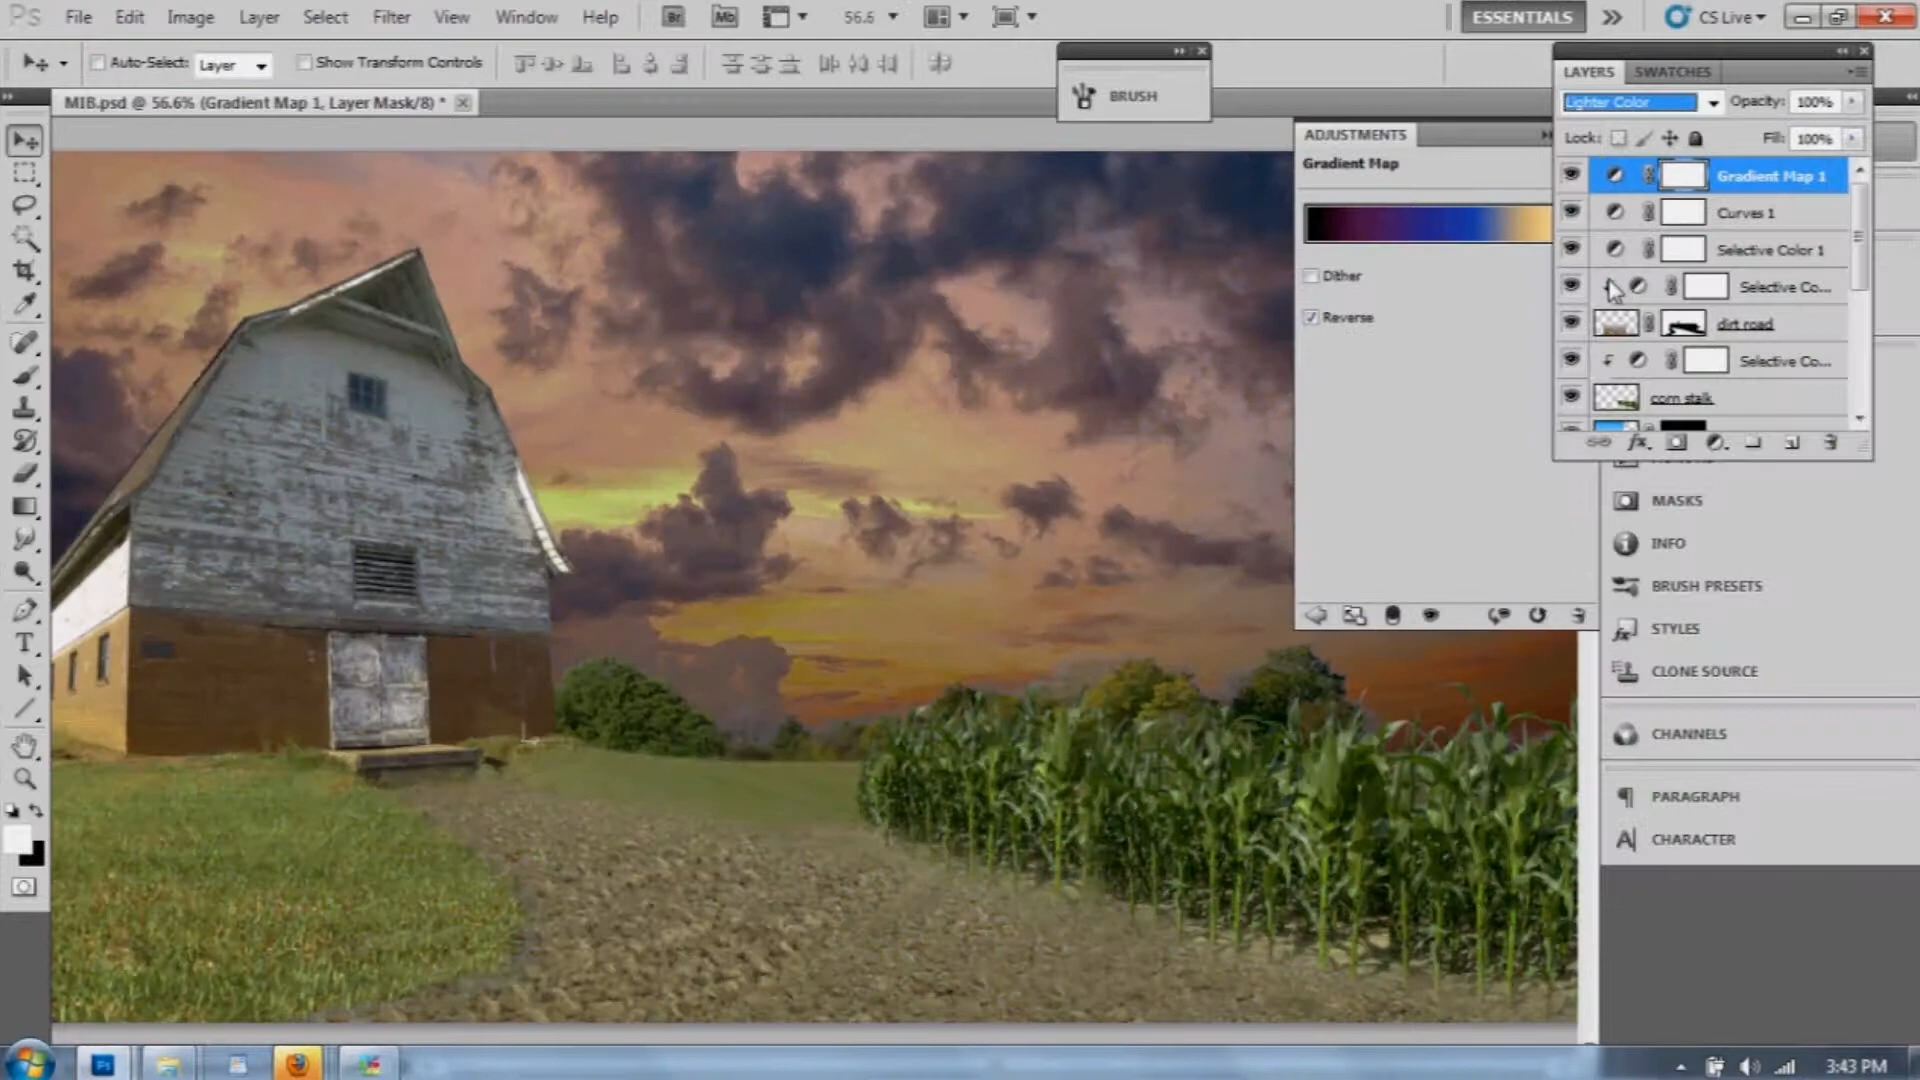 Ps File Edit Image Layer Select Filter View Window Help Br Mb 56.6 ESSENTIALS CS Live
Auto-Select: Layer Show Transform Controls
MIB.psd @ 56.6% (Gradient Map 1, Layer Mask/8) *
BRUSH
LAYERS SWATCHES
Lighter Color Opacity: 100%
Lock: Fill: 100%
Gradient Map 1
Curves 1
Selective Color 1
Selective Co...
dirt road
Selective Co...
corn stalk
fx
ADJUSTMENTS
Gradient Map
Dither
Reverse
MASKS
INFO
BRUSH PRESETS
STYLES
CLONE SOURCE
CHANNELS
PARAGRAPH
CHARACTER
Ps
3:43 PM